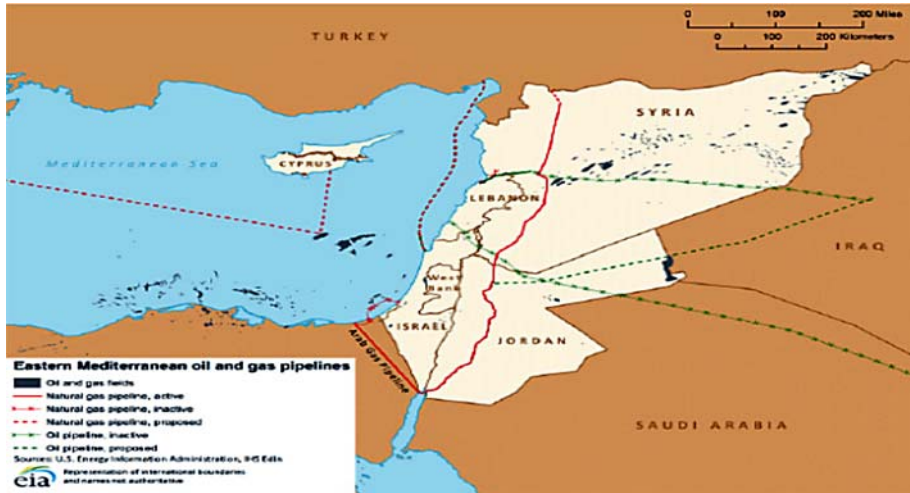 0 100 200 Miles
0 100 200 Kilometers
TURKEY
SYRIA
Mediterranean Sea
CYPRUS
LEBANON
IRAQ
West
Bank
ISRAEL
JORDAN
Arab Gas Pipeline
SAUDI ARABIA
Eastern Mediterranean oil and gas pipelines
Oil and gas fields
Natural gas pipeline, active
Natural gas pipeline, inactive
Natural gas pipeline, proposed
Oil pipeline, inactive
Oil pipeline, proposed
Sources: U.S. Energy Information Administration, IHS Edin
eia
Representation of international boundaries
and names not authoritative